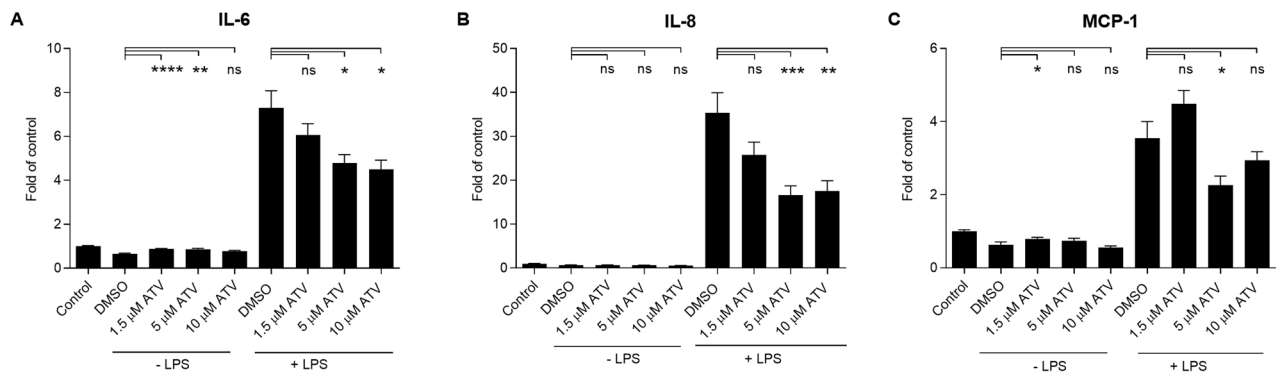 A
IL-6
Fold of control
10
8
6
4
2
0
**** ** ns
ns * *
Control
DMSO
1.5 μM ATV
5 μM ATV
10 μM ATV
DMSO
1.5 μM ATV
5 μM ATV
10 μM ATV
- LPS
+ LPS
B
IL-8
Fold of control
50
40
30
20
10
0
ns ns ns
ns *** **
Control
DMSO
1.5 μM ATV
5 μM ATV
10 μM ATV
DMSO
1.5 μM ATV
5 μM ATV
10 μM ATV
- LPS
+ LPS
C
MCP-1
Fold of control
6
4
2
0
* ns ns
ns * ns
Control
DMSO
1.5 μM ATV
5 μM ATV
10 μM ATV
DMSO
1.5 μM ATV
5 μM ATV
10 μM ATV
- LPS
+ LPS